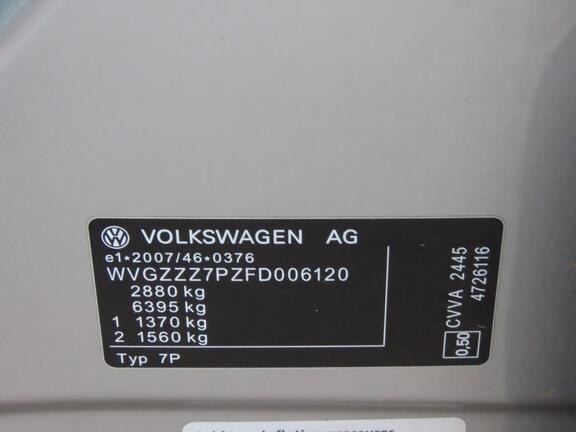 VOLKSWAGEN AG
e1*2007/46*0376
WVGZZZ7PZFD006120
2880 kg
6395 kg
1 1370 kg
2 1560 kg
Typ 7P
0,50 CVVA 2445
4726116